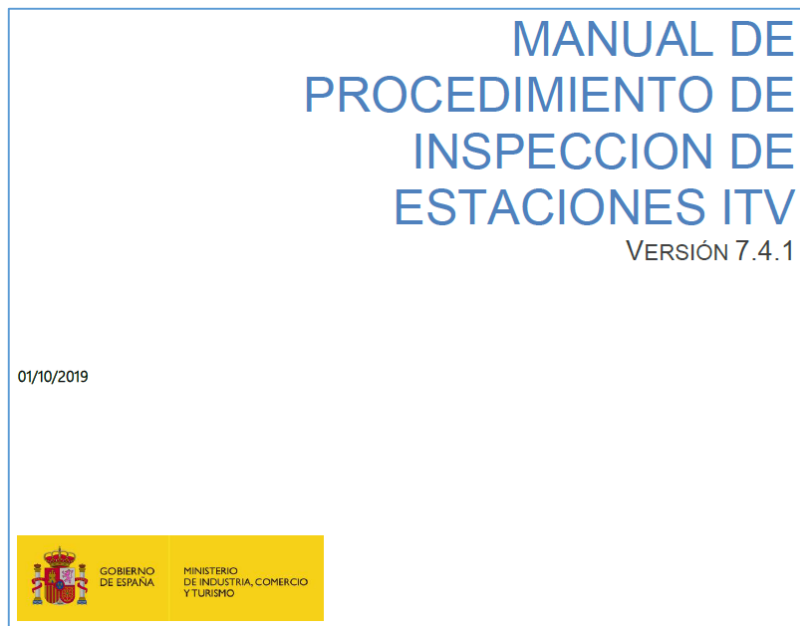 MANUAL DE
PROCEDIMIENTO DE
INSPECCION DE
ESTACIONES ITV
VERSIÓN 7.4.1
01/10/2019
GOBIERNO
DE ESPAÑA
MINISTERIO
DE INDUSTRIA, COMERCIO
Y TURISMO